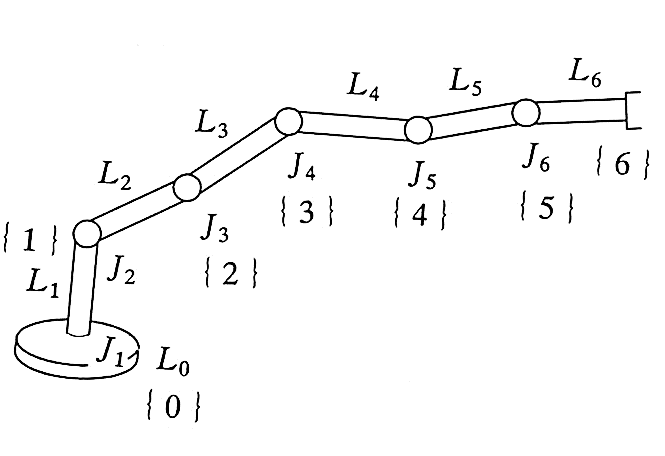 L6
L4 L5
L3
L2 J4 J5 J6 { 6 }
{ 3 } { 4 } { 5 }
{ 1 } J3
L1 J2 { 2 }
J1 L0
{ 0 }